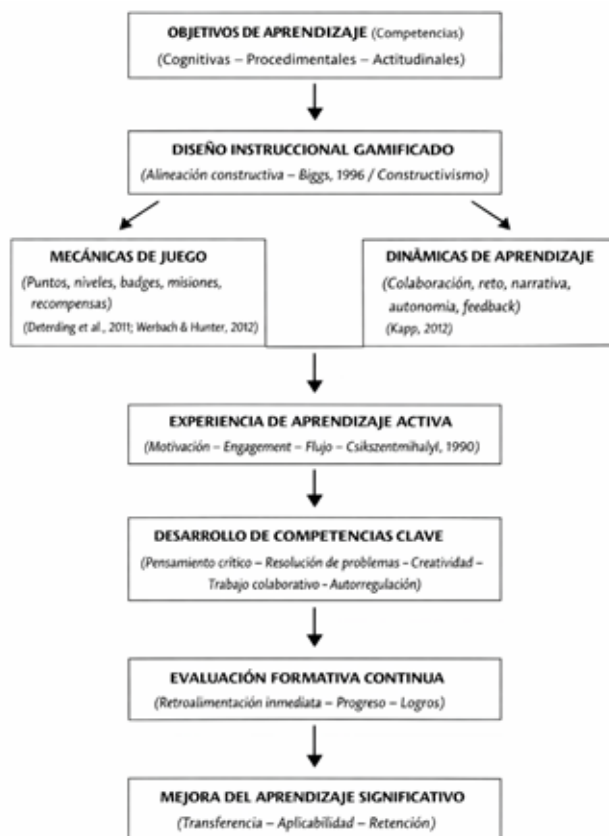 OBJETIVOS DE APRENDIZAJE (Competencias)
(Cognitivas – Procedimentales – Actitudinales)
DISEÑO INSTRUCCIONAL GAMIFICADO
(Alineación constructiva – Biggs, 1996 / Constructivismo)
MECÁNICAS DE JUEGO
(Puntos, niveles, badges, misiones,
recompensas)
(Deterding et al., 2011; Werbach & Hunter, 2012)
DINÂMICAS DE APRENDIZAJE
(Colaboración, reto, narrativa,
autonomia, feedback)
(Kapp, 2012)
EXPERIENCIA DE APRENDIZAJE ACTIVA
(Motivación – Engagement – Flujo – Csikszentmihalyl, 1990)
DESARROLLO DE COMPETENCIAS CLAVE
(Pensamiento crítico – Resolución de problemas - Creatividad –
Trabajo colaborativo - Autorregulación)
EVALUACIÓN FORMATIVA CONTINUA
(Retroalimentación inmediata – Progreso – Logros)
MEJORA DEL APRENDIZAJE SIGNIFICATIVO
(Transferencia – Aplicabilidad – Retención)